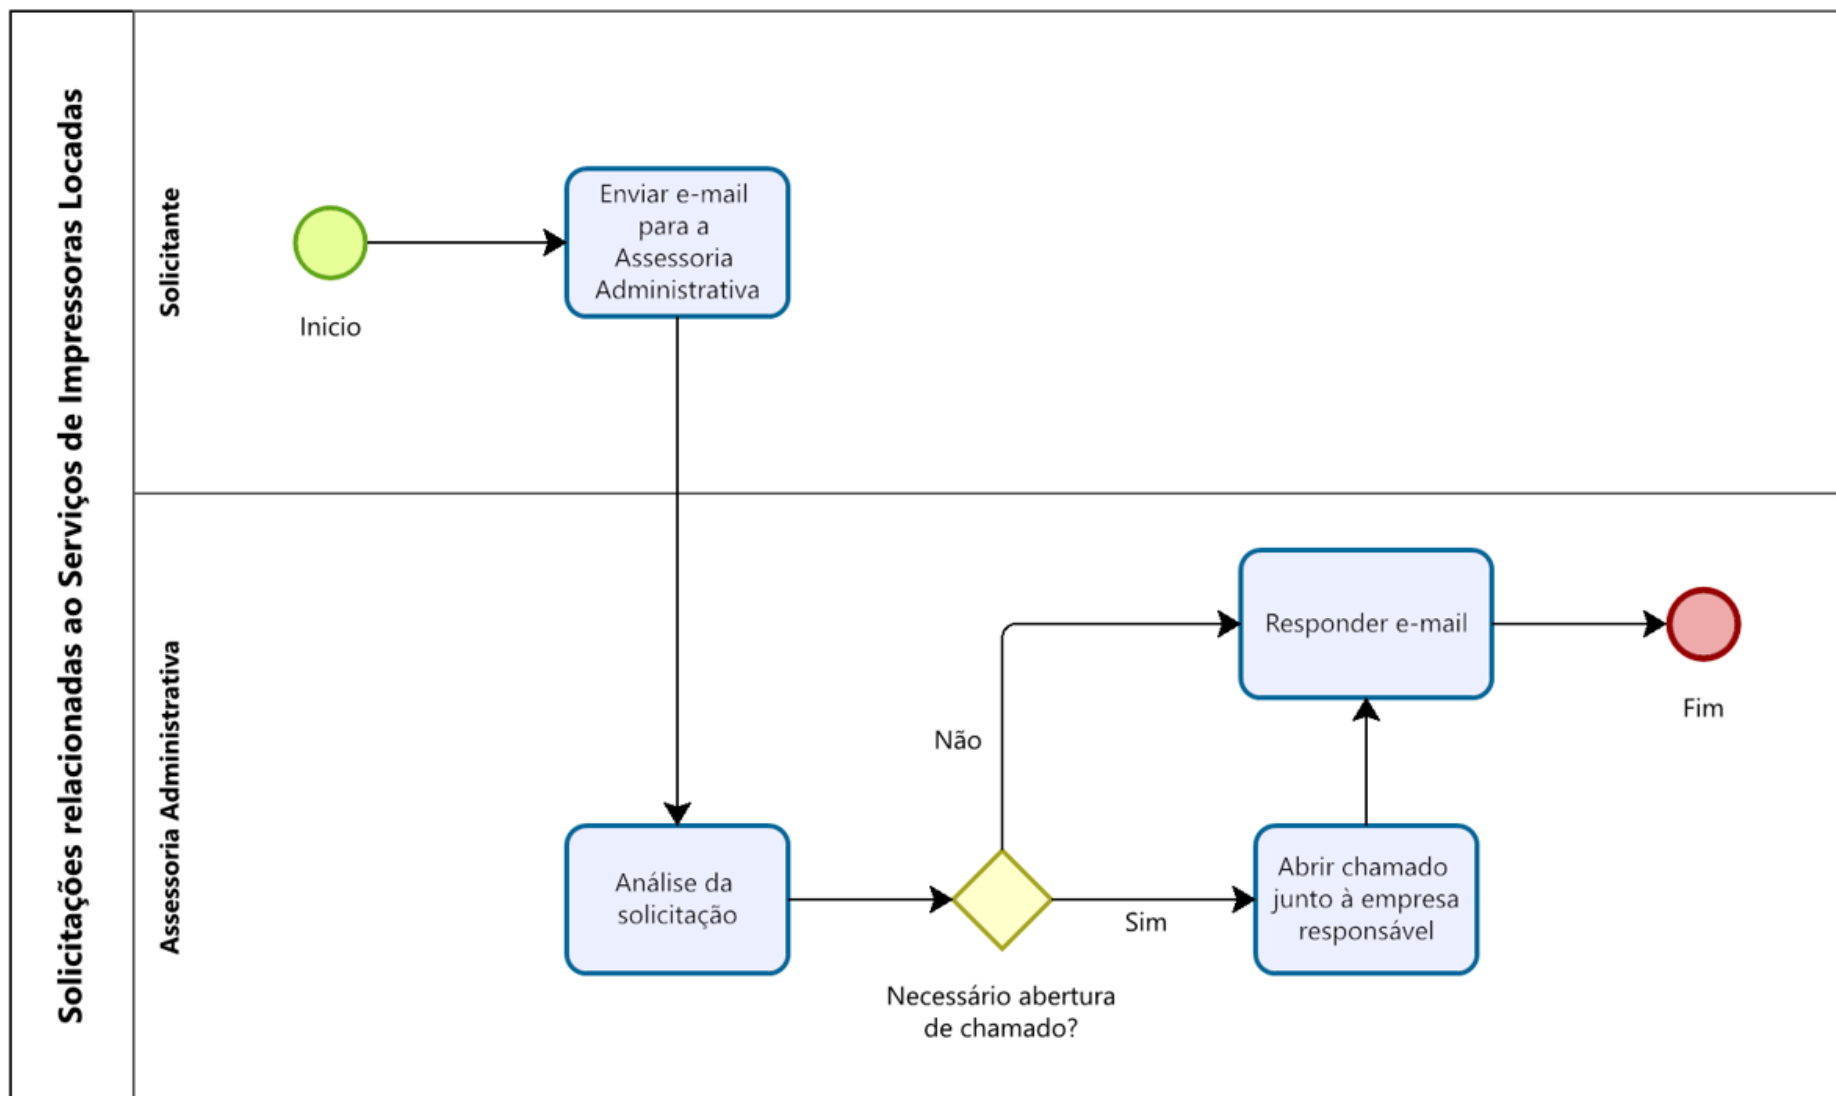 Solicitações relacionadas ao Serviços de Impressoras Locadas
Solicitante
Inicio
Enviar e-mail
para a
Assessoria
Administrativa
Assessoria Administrativa
Análise da
solicitação
Necessário abertura
de chamado?
Não
Sim
Abrir chamado
junto à empresa
responsável
Responder e-mail
Fim